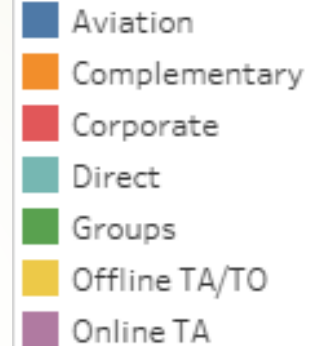 Aviation
Complementary
Corporate
Direct
Groups
Offline TA/TO
Online TA